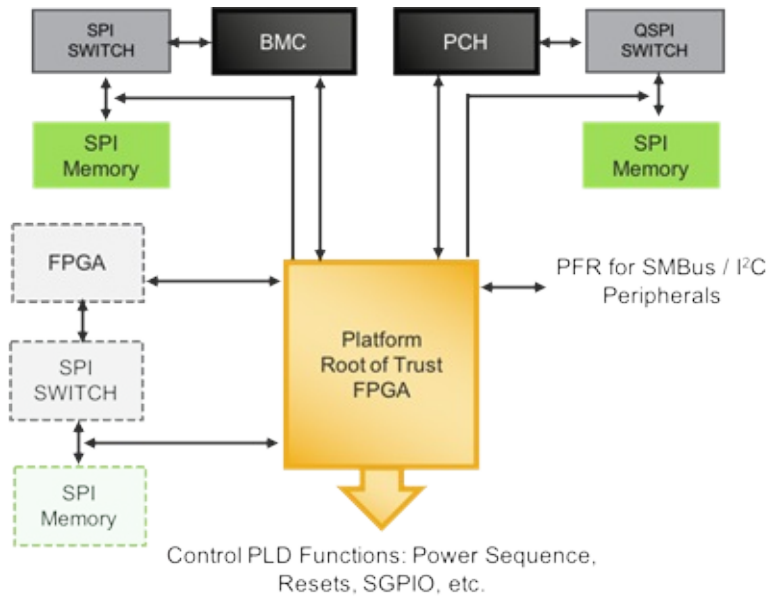 SPI
SWITCH
BMC
PCH
QSPI
SWITCH
SPI
Memory
SPI
Memory
FPGA
PFR for SMBus / I²C
Peripherals
Platform
Root of Trust
FPGA
SPI
SWITCH
SPI
Memory
Control PLD Functions: Power Sequence,
Resets, SGPIO, etc.